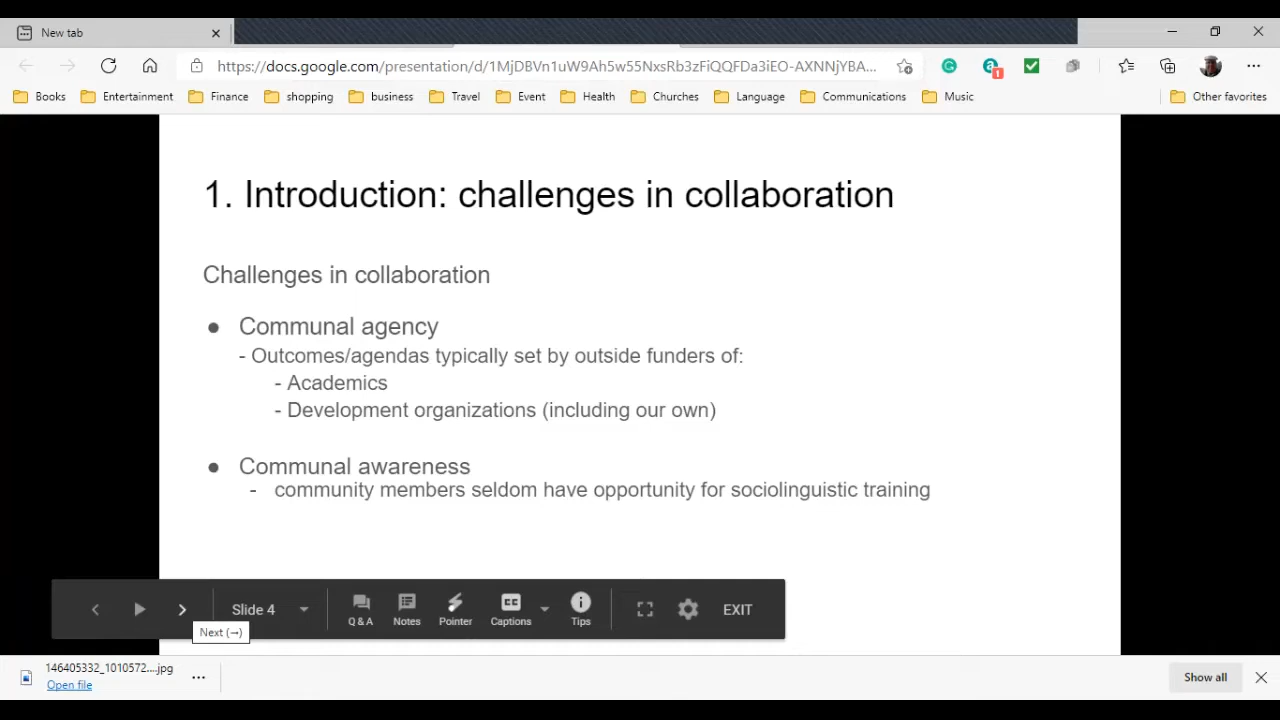 New tab
https://docs.google.com/presentation/d/1MjDBVn1uW9Ah5w55NxsRb3zFiQQFDa3iEO-AXNNjYBA...
1
Books Entertainment Finance shopping business Travel Event Health Churches Language Communications Music Other favorites
1. Introduction: challenges in collaboration
Challenges in collaboration
● Communal agency
- Outcomes/agendas typically set by outside funders of:
- Academics
- Development organizations (including our own)
● Communal awareness
- community members seldom have opportunity for sociolinguistic training
Slide 4 Q & A Notes Pointer CC Captions Tips EXIT
Next (→)
146405332_1010572....jpg
Open file
Show all